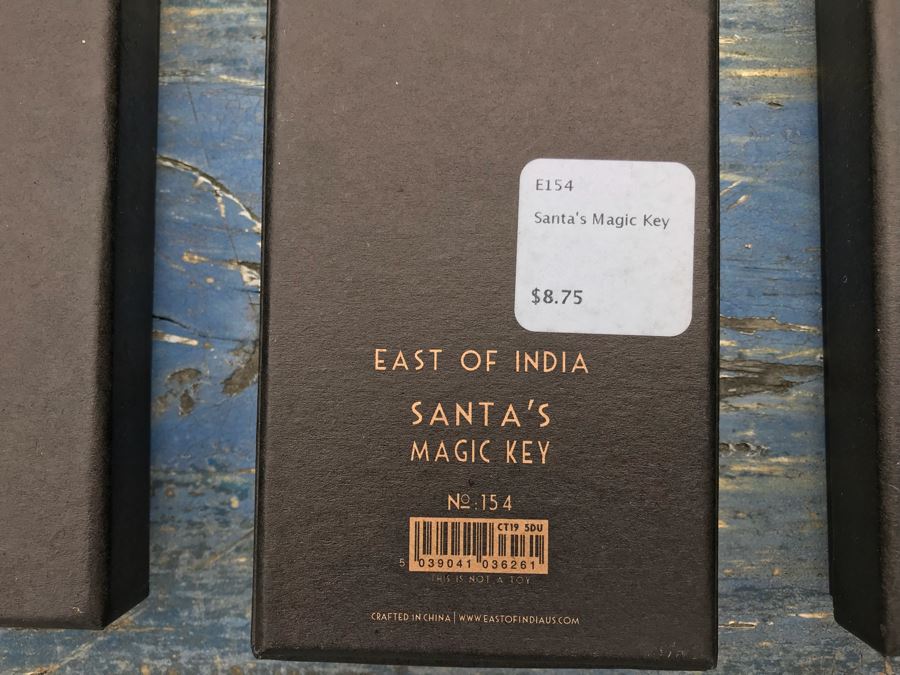 E154
Santa's Magic Key
$8.75
EAST OF INDIA
SANTA'S
MAGIC KEY
Nº:154
CT19 5DU
5 039041 036261
THIS IS NOT A TOY
CRAFTED IN CHINA | WWW.EASTOFINDIAUS.COM